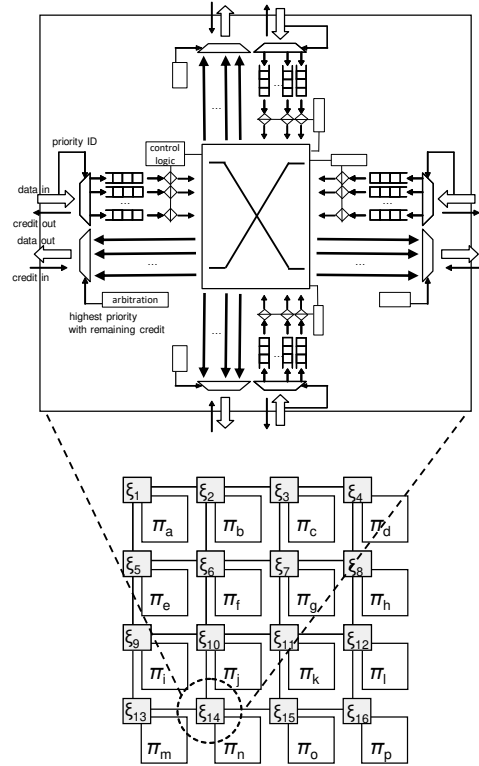 ...
...
priority ID
control
logic
data in
...
...
credit out
data out
...
...
credit in
arbitration
highest priority
with remaining credit
...
...
...
ξ1 ξ2 ξ3 ξ4
πa πb πc πd
ξ5 ξ6 ξ7 ξ8
πe πf πg πh
ξ9 ξ10 ξ11 ξ12
πi πj πk πl
ξ13 ξ14 ξ15 ξ16
πm πn πo πp